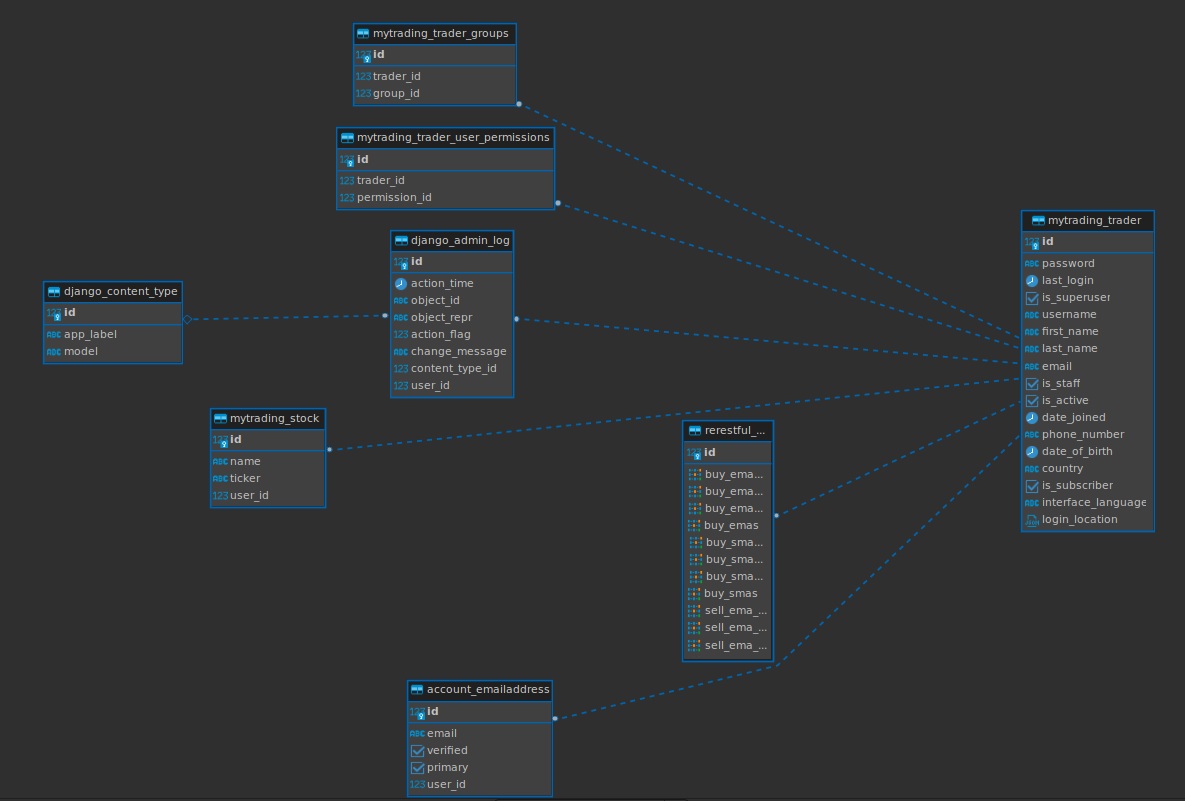 mytrading_trader_groups
123 id
123 trader_id
123 group_id
mytrading_trader_user_permissions
123 id
123 trader_id
123 permission_id
django_admin_log
123 id
action_time
ABC object_id
ABC object_repr
123 action_flag
ABC change_message
123 content_type_id
123 user_id
django_content_type
123 id
ABC app_label
ABC model
mytrading_stock
123 id
ABC name
ABC ticker
123 user_id
rerestful_...
123 id
buy_ema...
buy_ema...
buy_ema...
buy_emas
buy_sma...
buy_sma...
buy_sma...
buy_smas
sell_ema_...
sell_ema_...
sell_ema_...
account_emailaddress
123 id
ABC email
verified
primary
123 user_id
mytrading_trader
123 id
ABC password
last_login
is_superuser
ABC username
ABC first_name
ABC last_name
ABC email
is_staff
is_active
date_joined
ABC phone_number
date_of_birth
ABC country
is_subscriber
ABC interface_language
login_location